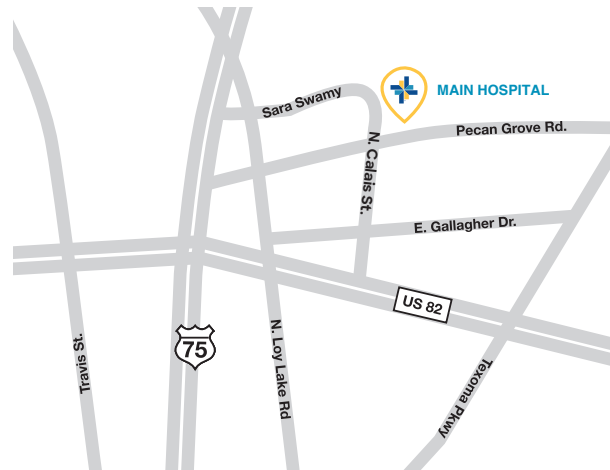 Sara Swamy
MAIN HOSPITAL
Pecan Grove Rd.
N. Calais St.
E. Gallagher Dr.
US 82
75
Travis St.
N. Loy Lake Rd
Texoma Pkwy